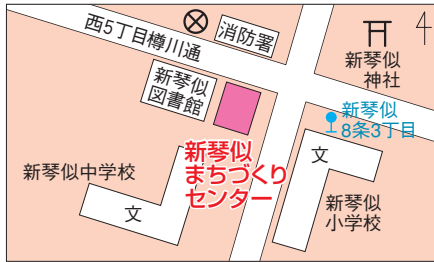 西5丁目樽川通
消防署
4
新琴似
神社
新琴似
図書館
新琴似
8条3丁目
新琴似
まちづくり
センター
新琴似中学校
文
文
新琴似
小学校